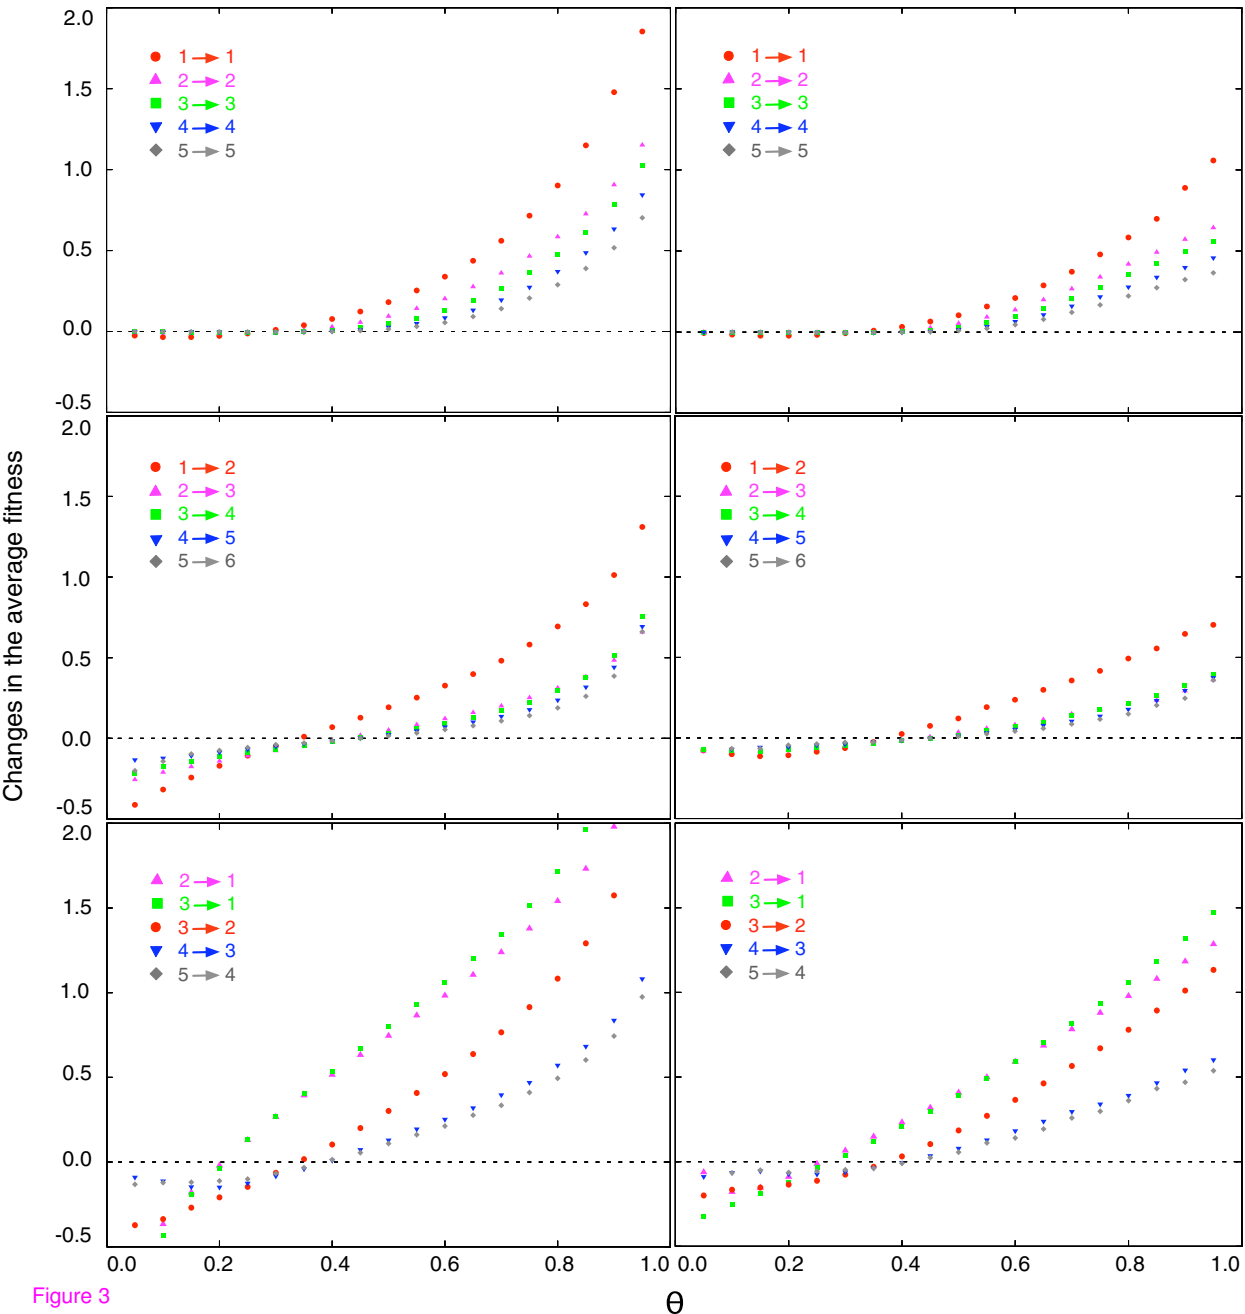 2.0
1.5
1.0
0.5
0.0
-0.5
1 → 1
2 → 2
3 → 3
4 → 4
5 → 5
1 → 1
2 → 2
3 → 3
4 → 4
5 → 5
2.0
1.5
1.0
0.5
0.0
-0.5
1 → 2
2 → 3
3 → 4
4 → 5
5 → 6
1 → 2
2 → 3
3 → 4
4 → 5
5 → 6
Changes in the average fitness
2.0
1.5
1.0
0.5
0.0
-0.5
2 → 1
3 → 1
3 → 2
4 → 3
5 → 4
2 → 1
3 → 1
3 → 2
4 → 3
5 → 4
0.0 0.2 0.4 0.6 0.8 1.0 0.0 0.2 0.4 0.6 0.8 1.0
θ
Figure 3